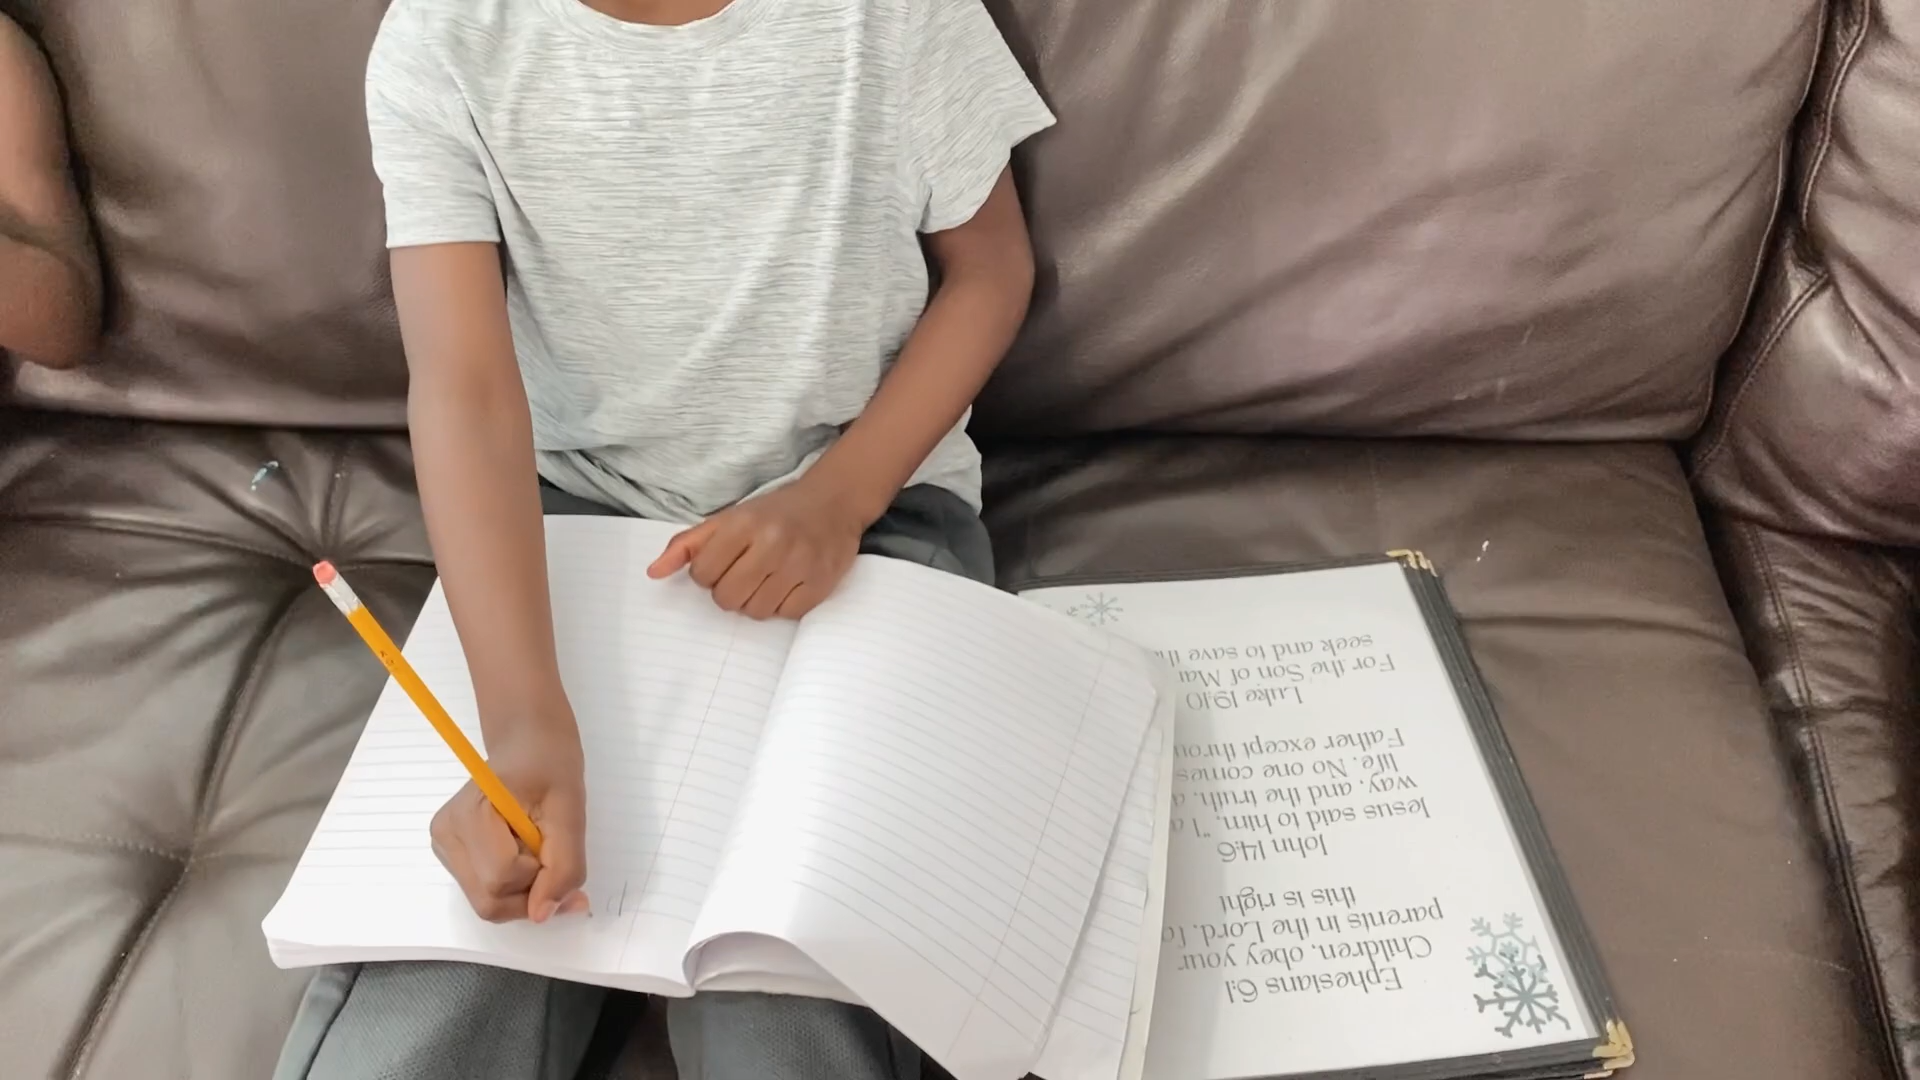 Ephesians 6:1
Children, obey your
parents in the Lord, fo
this is right
John 14:6
Jesus said to him, "I a
way, and the truth, a
life. No one comes
Father except throu
Luke 19:10
For the Son of Man
seek and to save th